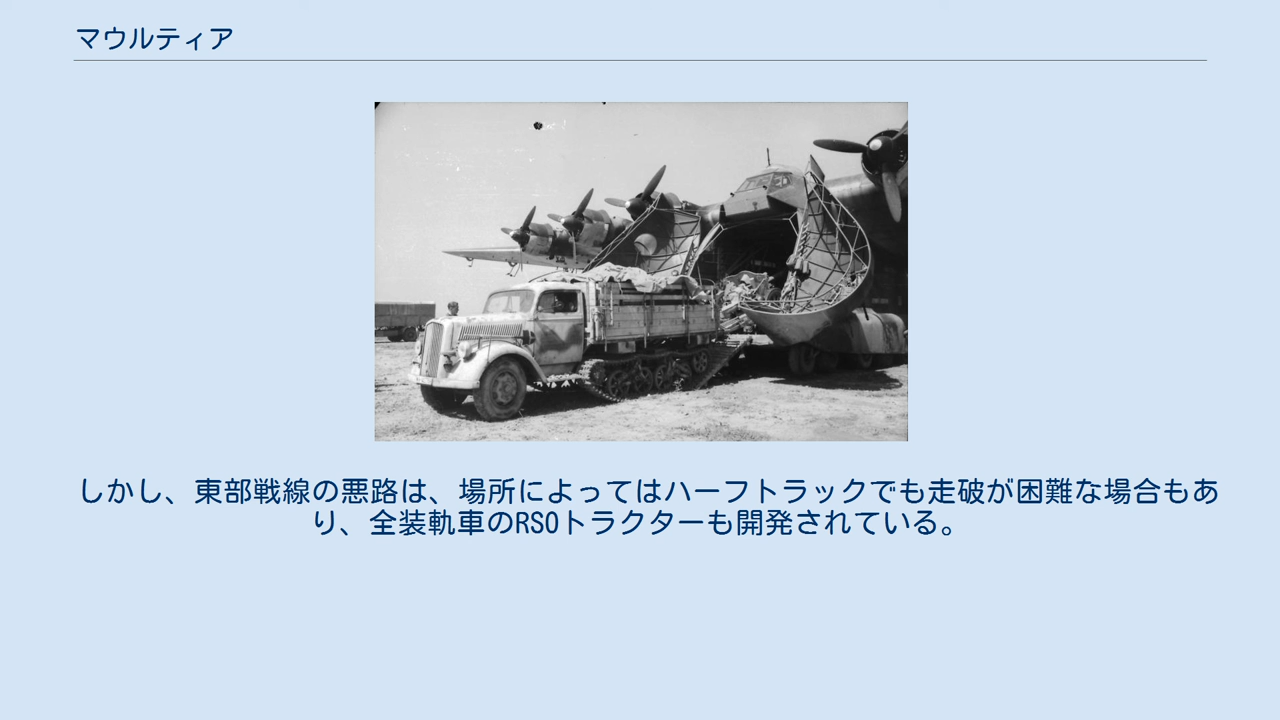 マウルティア
しかし、東部戦線の悪路は、場所によってはハーフトラックでも走破が困難な場合もあ
り、全装軌車のRSOトラクターも開発されている。